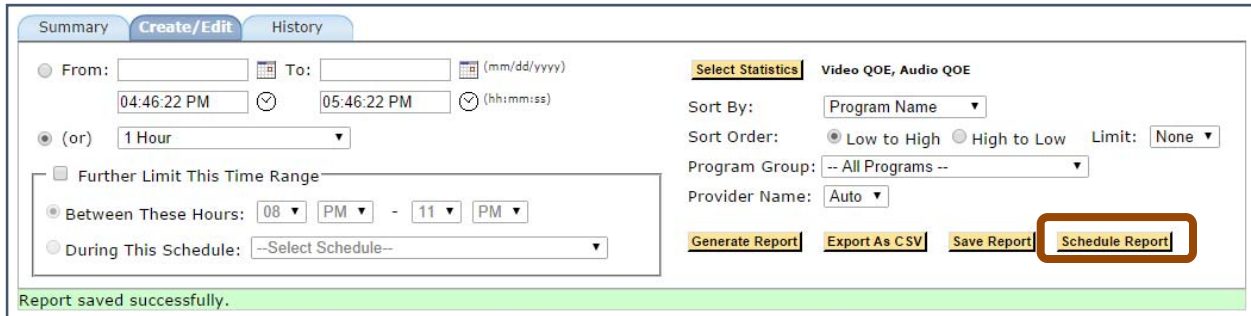 Summary Create/Edit History
From: To: (mm/dd/yyyy)
04:46:22 PM 05:46:22 PM (hh:mm:ss)
(or) 1 Hour
Further Limit This Time Range
Between These Hours: 08 PM - 11 PM
During This Schedule: --Select Schedule--
Select Statistics Video QOE, Audio QOE
Sort By: Program Name
Sort Order: Low to High High to Low Limit: None
Program Group: -- All Programs --
Provider Name: Auto
Generate Report Export As CSV Save Report Schedule Report
Report saved successfully.